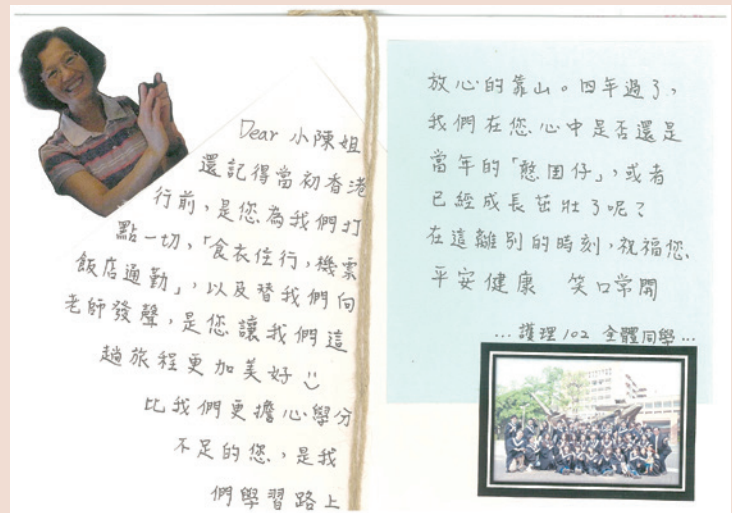 Dear 小陳姐
還記得當初香港
行前，是您為我們打
點一切，「食衣住行，機票
飯店通勤」，以及替我們向
老師發聲，是您讓我們這
趟旅程更加美好
比我們更擔心學分
不足的您，是我
們學習路上
放心的靠山。四年過了，
我們在您心中是否還是
當年的「憨囝仔」，或者
已經成長茁壯了呢？
在這離別的時刻，祝福您
平安健康　笑口常開
...護理102 全體同學...